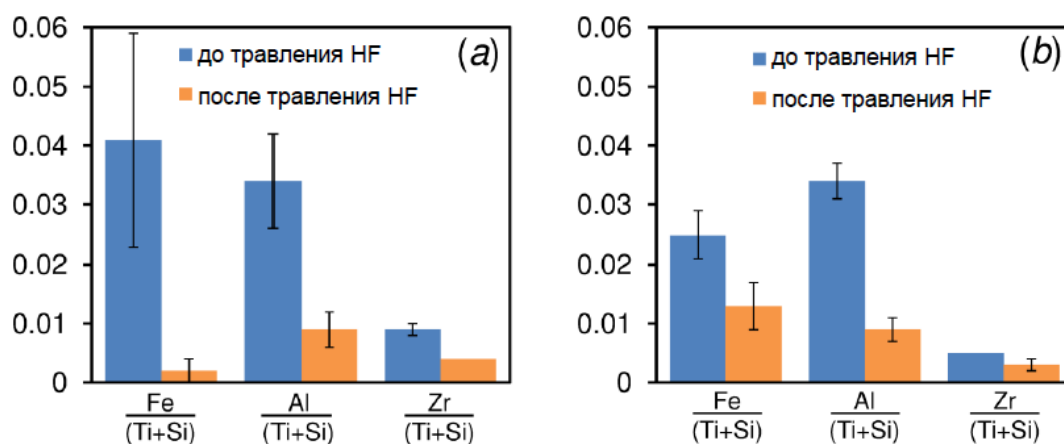 0.06
0.05
0.04
0.03
0.02
0.01
0
до травления HF
после травления HF
(a)
Fe
(Ti+Si)
Al
(Ti+Si)
Zr
(Ti+Si)
0.06
0.05
0.04
0.03
0.02
0.01
0
до травления HF
после травления HF
(b)
Fe
(Ti+Si)
Al
(Ti+Si)
Zr
(Ti+Si)